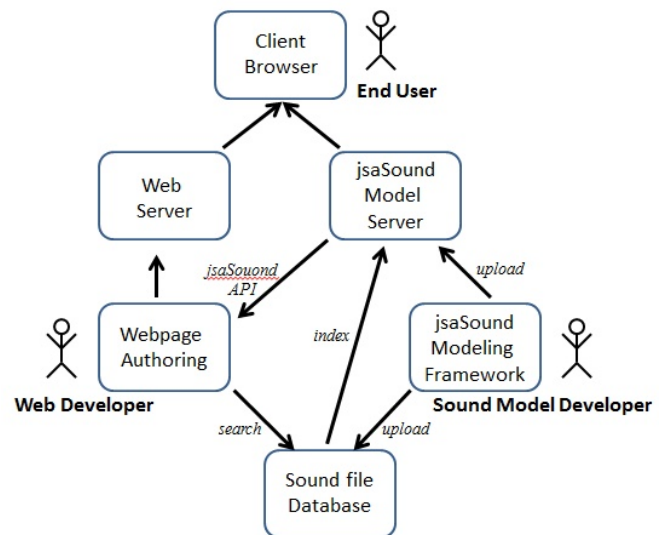 Client
Browser
End User
Web
Server
jsaSound
Model
Server
jsaSouond
API
upload
index
Webpage
Authoring
jsaSound
Modeling
Framework
Web Developer
Sound Model Developer
search
upload
Sound file
Database